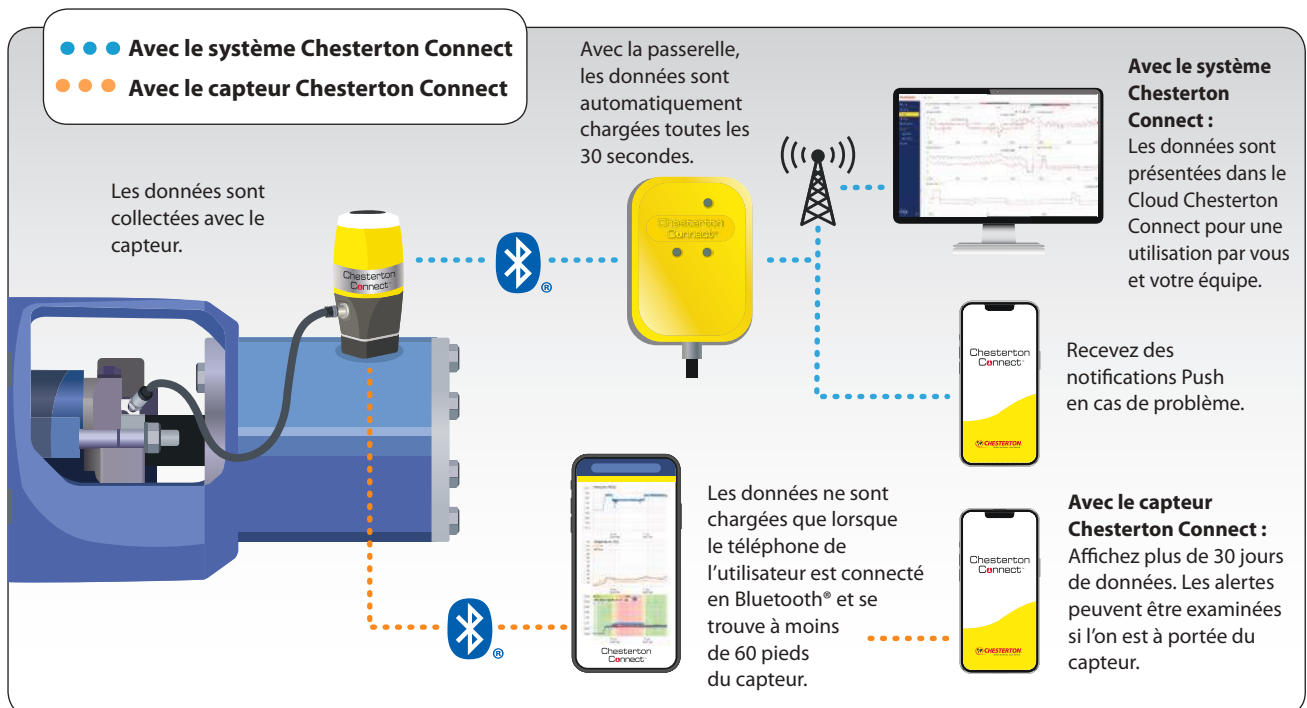 Avec le système Chesterton Connect
Avec le capteur Chesterton Connect
Les données sont
collectées avec le
capteur.
Chesterton
Connect
Avec la passerelle,
les données sont
automatiquement
chargées toutes les
30 secondes.
Chesterton
Connect
Avec le système
Chesterton
Connect :
Les données sont
présentées dans le
Cloud Chesterton
Connect pour une
utilisation par vous
et votre équipe.
®
Chesterton
Connect
CHESTERTON
Recevez des
notifications Push
en cas de problème.
Chesterton
Connect
®
Les données ne sont
chargées que lorsque
le téléphone de
l'utilisateur est connecté
en Bluetooth® et se
trouve à moins
de 60 pieds
du capteur.
Chesterton
Connect
CHESTERTON
Avec le capteur
Chesterton Connect :
Affichez plus de 30 jours
de données. Les alertes
peuvent être examinées
si l'on est à portée du
capteur.